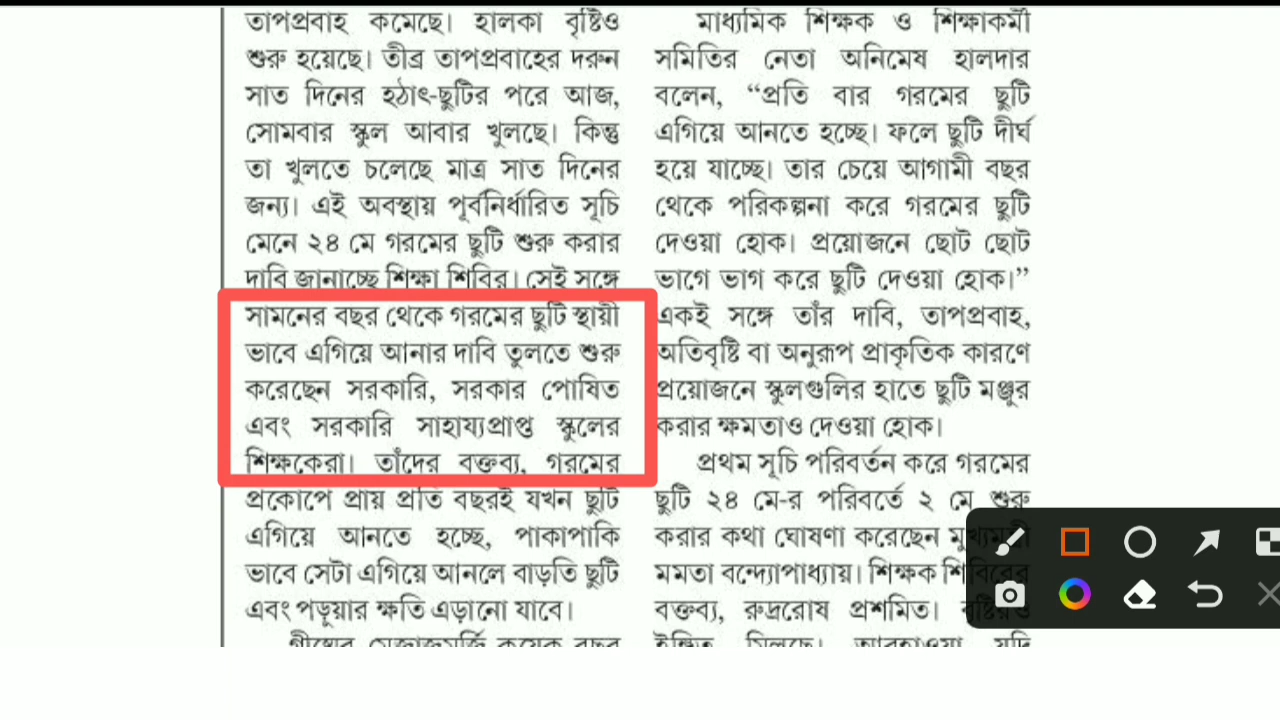 তাপপ্রবাহ কমেছে। হালকা বৃষ্টিও
শুরু হয়েছে। তীব্র তাপপ্রবাহের দরুন
সাত দিনের হঠাৎ-ছুটির পরে আজ,
সোমবার স্কুল আবার খুলছে। কিন্তু
তা খুলতে চলেছে মাত্র সাত দিনের
জন্য। এই অবস্থায় পূর্বনির্ধারিত সূচি
মেনে ২৪ মে গরমের ছুটি শুরু করার
দাবি জানাচ্ছে শিক্ষা শিবির। সেই সঙ্গে
সামনের বছর থেকে গরমের ছুটি স্থায়ী
ভাবে এগিয়ে আনার দাবি তুলতে শুরু
করেছেন সরকারি, সরকার পোষিত
এবং সরকারি সাহায্যপ্রাপ্ত স্কুলের
শিক্ষকেরা। তাঁদের বক্তব্য, গরমের
প্রকোপে প্রায় প্রতি বছরই যখন ছুটি
এগিয়ে আনতে হচ্ছে, পাকাপাকি
ভাবে সেটা এগিয়ে আনলে বাড়তি ছুটি
এবং পড়ুয়ার ক্ষতি এড়ানো যাবে।
মাধ্যমিক শিক্ষক ও শিক্ষাকর্মী
সমিতির নেতা অনিমেষ হালদার
বলেন, “প্রতি বার গরমের ছুটি
এগিয়ে আনতে হচ্ছে। ফলে ছুটি দীর্ঘ
হয়ে যাচ্ছে। তার চেয়ে আগামী বছর
থেকে পরিকল্পনা করে গরমের ছুটি
দেওয়া হোক। প্রয়োজনে ছোট ছোট
ভাগে ভাগ করে ছুটি দেওয়া হোক।”
একই সঙ্গে তাঁর দাবি, তাপপ্রবাহ,
অতিবৃষ্টি বা অনুরূপ প্রাকৃতিক কারণে
প্রয়োজনে স্কুলগুলির হাতে ছুটি মঞ্জুর
করার ক্ষমতাও দেওয়া হোক।
প্রথম সূচি পরিবর্তন করে গরমের
ছুটি ২৪ মে-র পরিবর্তে ২ মে শুরু
করার কথা ঘোষণা করেছেন মুখ্যমন্ত্রী
মমতা বন্দ্যোপাধ্যায়। শিক্ষক শিবিরের
বক্তব্য, রুদ্ররোষ প্রশমিত। বৃষ্টিরও